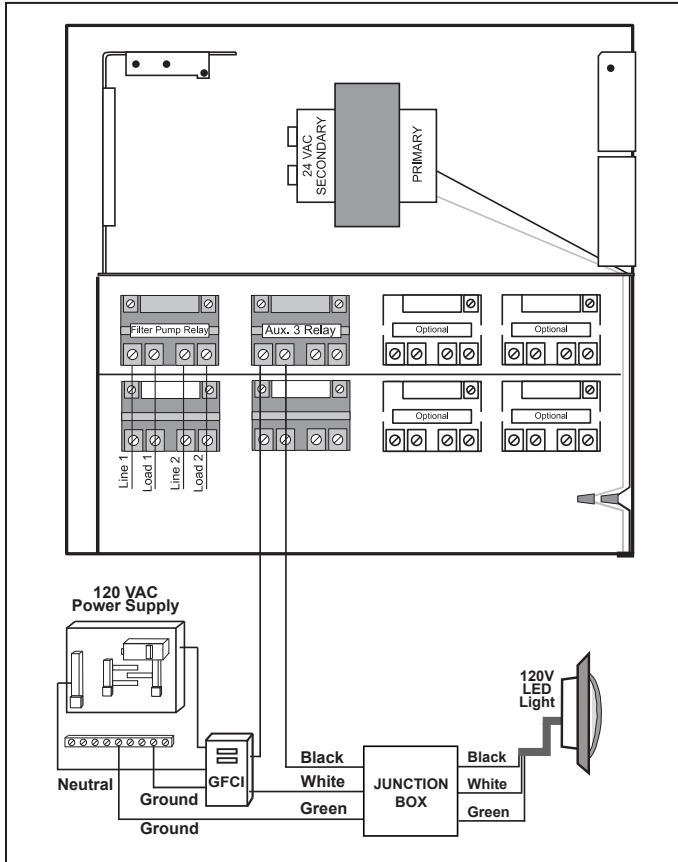 24 VAC
SECONDARY
PRIMARY
Filter Pump Relay
Aux. 3 Relay
Optional
Optional
Optional
Optional
Line 1
Load 1
Line 2
Load 2
120 VAC
Power Supply
120V
LED
Light
GFCI
Neutral
Ground
Ground
Black
White
Green
JUNCTION
BOX
Black
White
Green